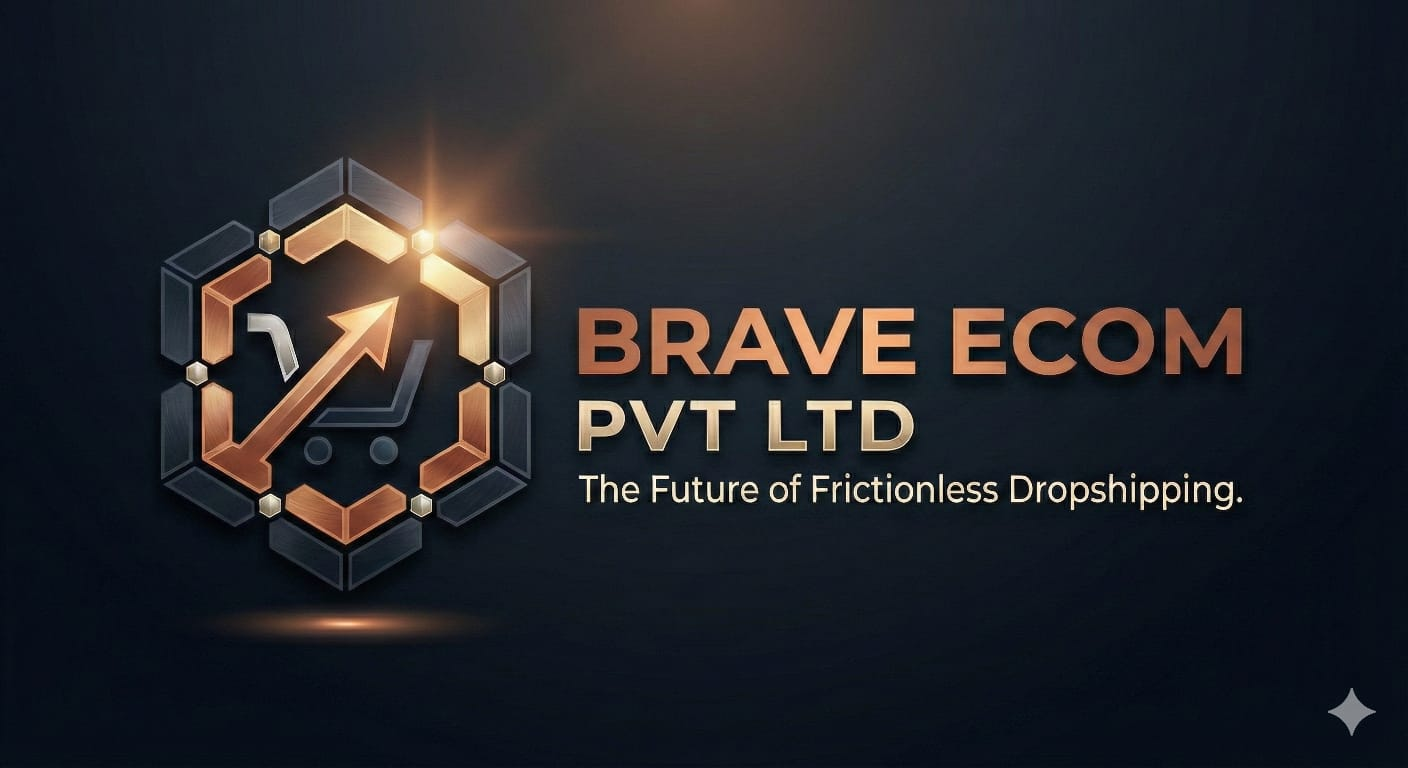 BRAVE ECOM
PVT LTD
The Future of Frictionless Dropshipping.